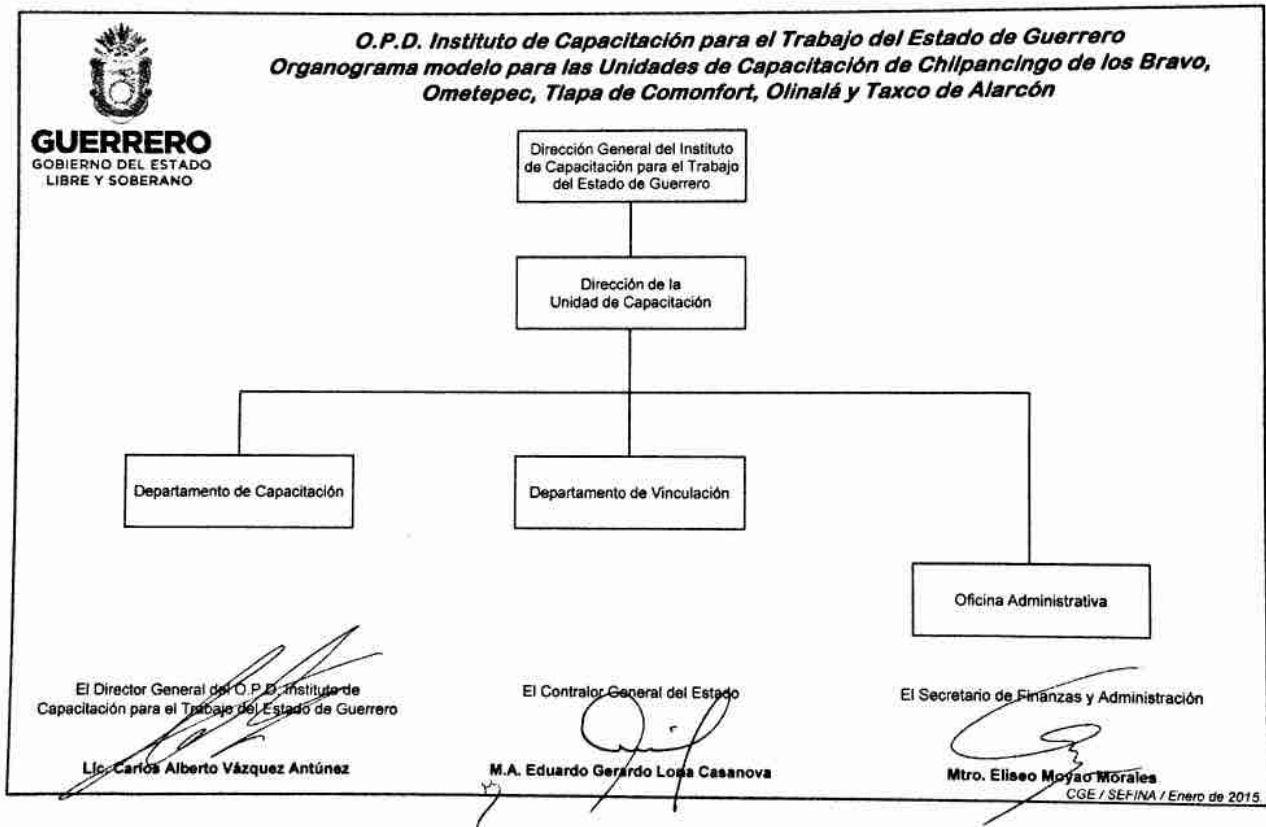 O.P.D. Instituto de Capacitación para el Trabajo del Estado de Guerrero
Organograma modelo para las Unidades de Capacitación de Chilpancingo de los Bravo,
Ometepec, Tlapa de Comonfort, Olinalá y Taxco de Alarcón
GUERRERO
GOBIERNO DEL ESTADO
LIBRE Y SOBERANO
Dirección General del Instituto
de Capacitación para el Trabajo
del Estado de Guerrero
Dirección de la
Unidad de Capacitación
Departamento de Capacitación
Departamento de Vinculación
Oficina Administrativa
El Director General del O.P.D. Instituto de
Capacitación para el Trabajo del Estado de Guerrero
Lic. Carlos Alberto Vázquez Antúnez
El Contralor General del Estado
M.A. Eduardo Gerardo Loria Casanova
El Secretario de Finanzas y Administración
Mtro. Eliseo Moyao Morales
CGE / SEFINA / Enero de 2015